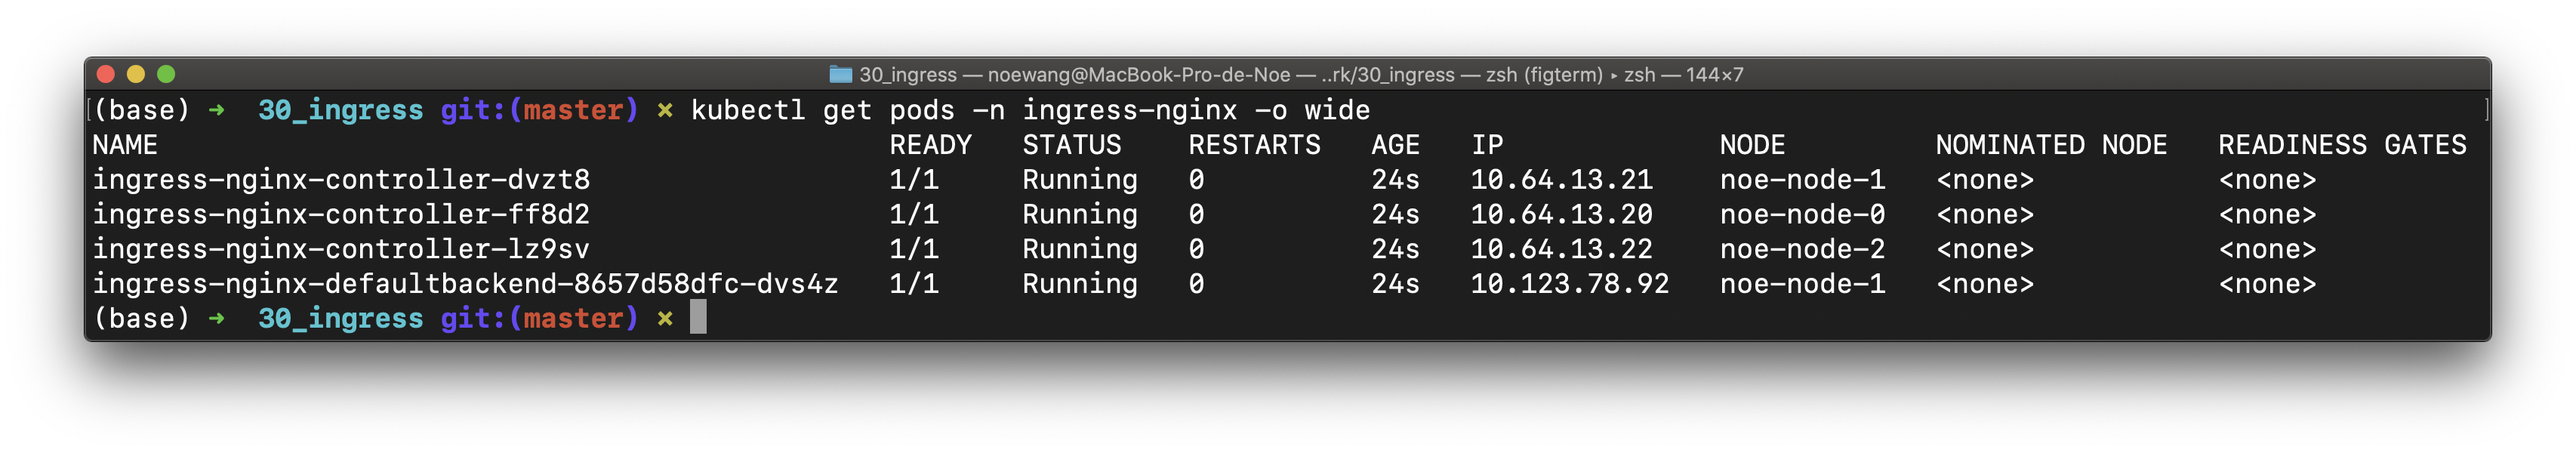 30_ingress — noewang@MacBook-Pro-de-Noe — ..rk/30_ingress — zsh (figterm) ▸ zsh — 144×7
[(base) ➜  30_ingress git:(master) × kubectl get pods -n ingress-nginx -o wide ]
NAME READY STATUS RESTARTS AGE IP NODE NOMINATED NODE READINESS GATES
ingress-nginx-controller-dvzt8 1/1 Running 0 24s 10.64.13.21 noe-node-1 <none> <none>
ingress-nginx-controller-ff8d2 1/1 Running 0 24s 10.64.13.20 noe-node-0 <none> <none>
ingress-nginx-controller-lz9sv 1/1 Running 0 24s 10.64.13.22 noe-node-2 <none> <none>
ingress-nginx-defaultbackend-8657d58dfc-dvs4z 1/1 Running 0 24s 10.123.78.92 noe-node-1 <none> <none>
(base) ➜  30_ingress git:(master) ×